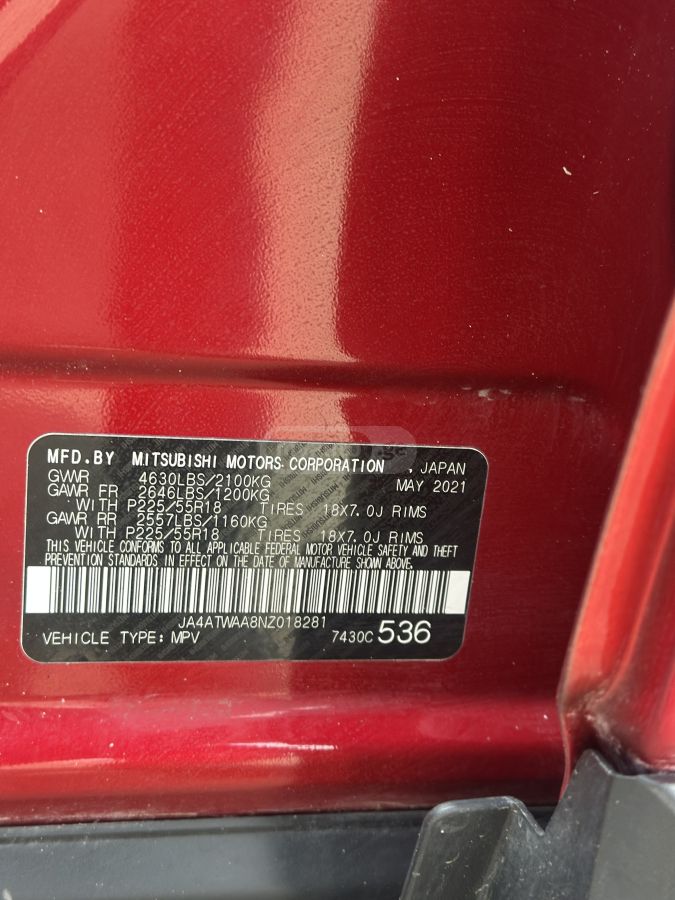 MFD.BY MITSUBISHI MOTORS CORPORATION , JAPAN
GVWR 4630LBS/2100KG MAY 2021
GAWR FR 2646LBS/1200KG
WITH P225/55R18 TIRES 18X7.0J RIMS
GAWR RR 2557LBS/1160KG
WITH P225/55R18 TIRES 18X7.0J RIMS
THIS VEHICLE CONFORMS TO ALL APPLICABLE FEDERAL MOTOR VEHICLE SAFETY AND THEFT
PREVENTION STANDARDS IN EFFECT ON THE DATE OF MANUFACTURE SHOWN ABOVE.
JA4ATWAA8NZ018281
VEHICLE TYPE: MPV 7430C 536